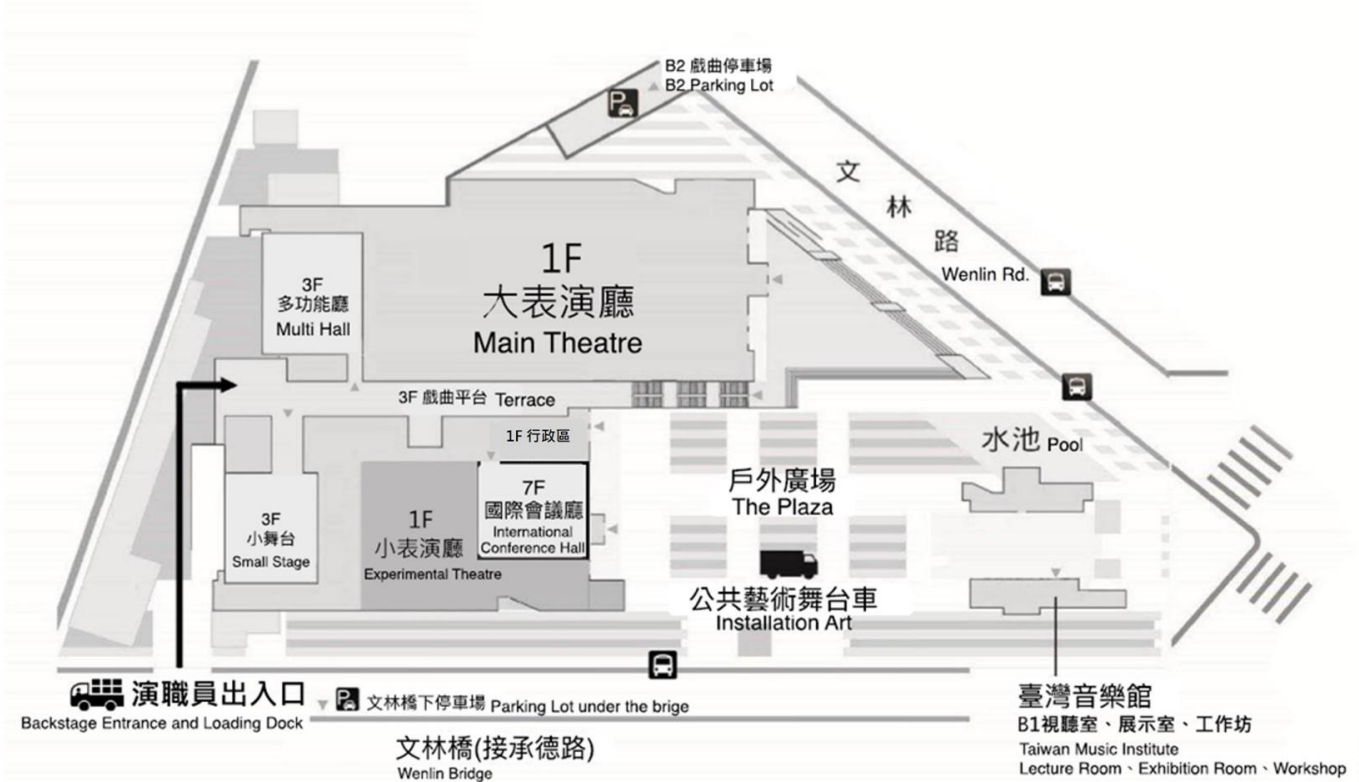 B2 戲曲停車場
B2 Parking Lot
P
文
林
路
Wenlin Rd.
1F
大表演廳
Main Theatre
3F
多功能廳
Multi Hall
3F 戲曲平台 Terrace
1F 行政區
水池 Pool
7F
國際會議廳
International
Conference Hall
戶外廣場
The Plaza
3F
小舞台
Small Stage
1F
小表演廳
Experimental Theatre
公共藝術舞台車
Installation Art
演職員出入口
Backstage Entrance and Loading Dock
P
文林橋下停車場 Parking Lot under the brige
文林橋(接承德路)
Wenlin Bridge
臺灣音樂館
B1視聽室、展示室、工作坊
Taiwan Music Institute
Lecture Room、Exhibition Room、Workshop